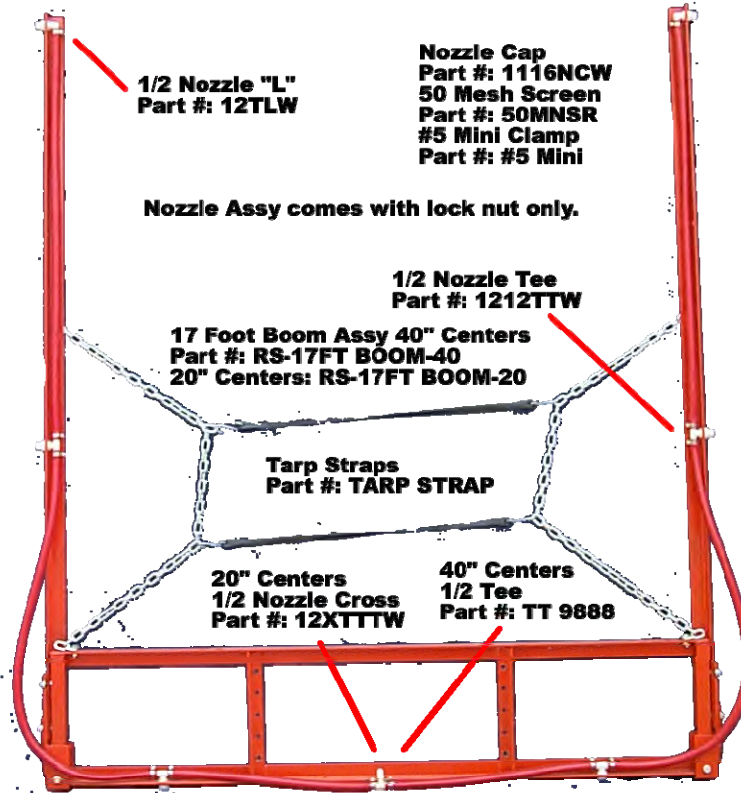 1/2 Nozzle "L"
Part #: 12TLW
Nozzle Cap
Part #: 1116NCW
50 Mesh Screen
Part #: 50MNSR
#5 Mini Clamp
Part #: #5 Mini
Nozzle Assy comes with lock nut only.
1/2 Nozzle Tee
Part #: 1212TTW
17 Foot Boom Assy 40" Centers
Part #: RS-17FT BOOM-40
20" Centers: RS-17FT BOOM-20
Tarp Straps
Part #: TARP STRAP
20" Centers
1/2 Nozzle Cross
Part #: 12XTTTW
40" Centers
1/2 Tee
Part #: TT 9888